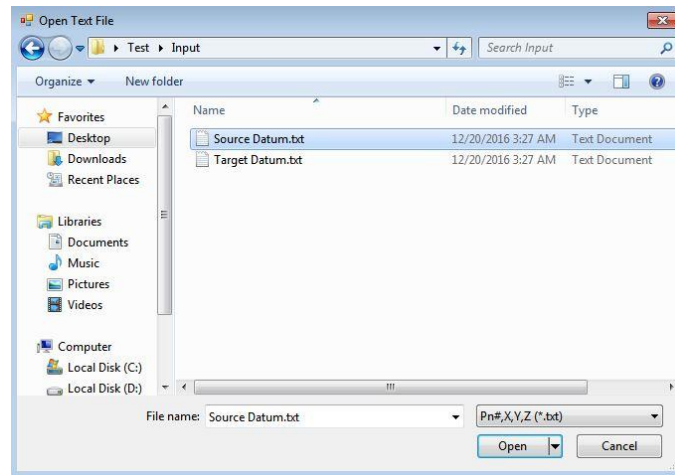 Open Text File
Test Input
Search Input
Organize New folder
Name Date modified Type
Favorites
Desktop
Downloads
Recent Places
Libraries
Documents
Music
Pictures
Videos
Computer
Local Disk (C:)
Local Disk (D:)
Source Datum.txt 12/20/2016 3:27 AM Text Document
Target Datum.txt 12/20/2016 3:27 AM Text Document
File name: Source Datum.txt Pn#,X,Y,Z (*.txt)
Open Cancel